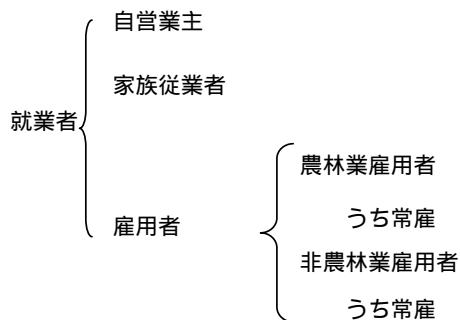 自営業主
家族従業者
就業者
農林業雇用者
うち常雇
雇用者
非農林業雇用者
うち常雇